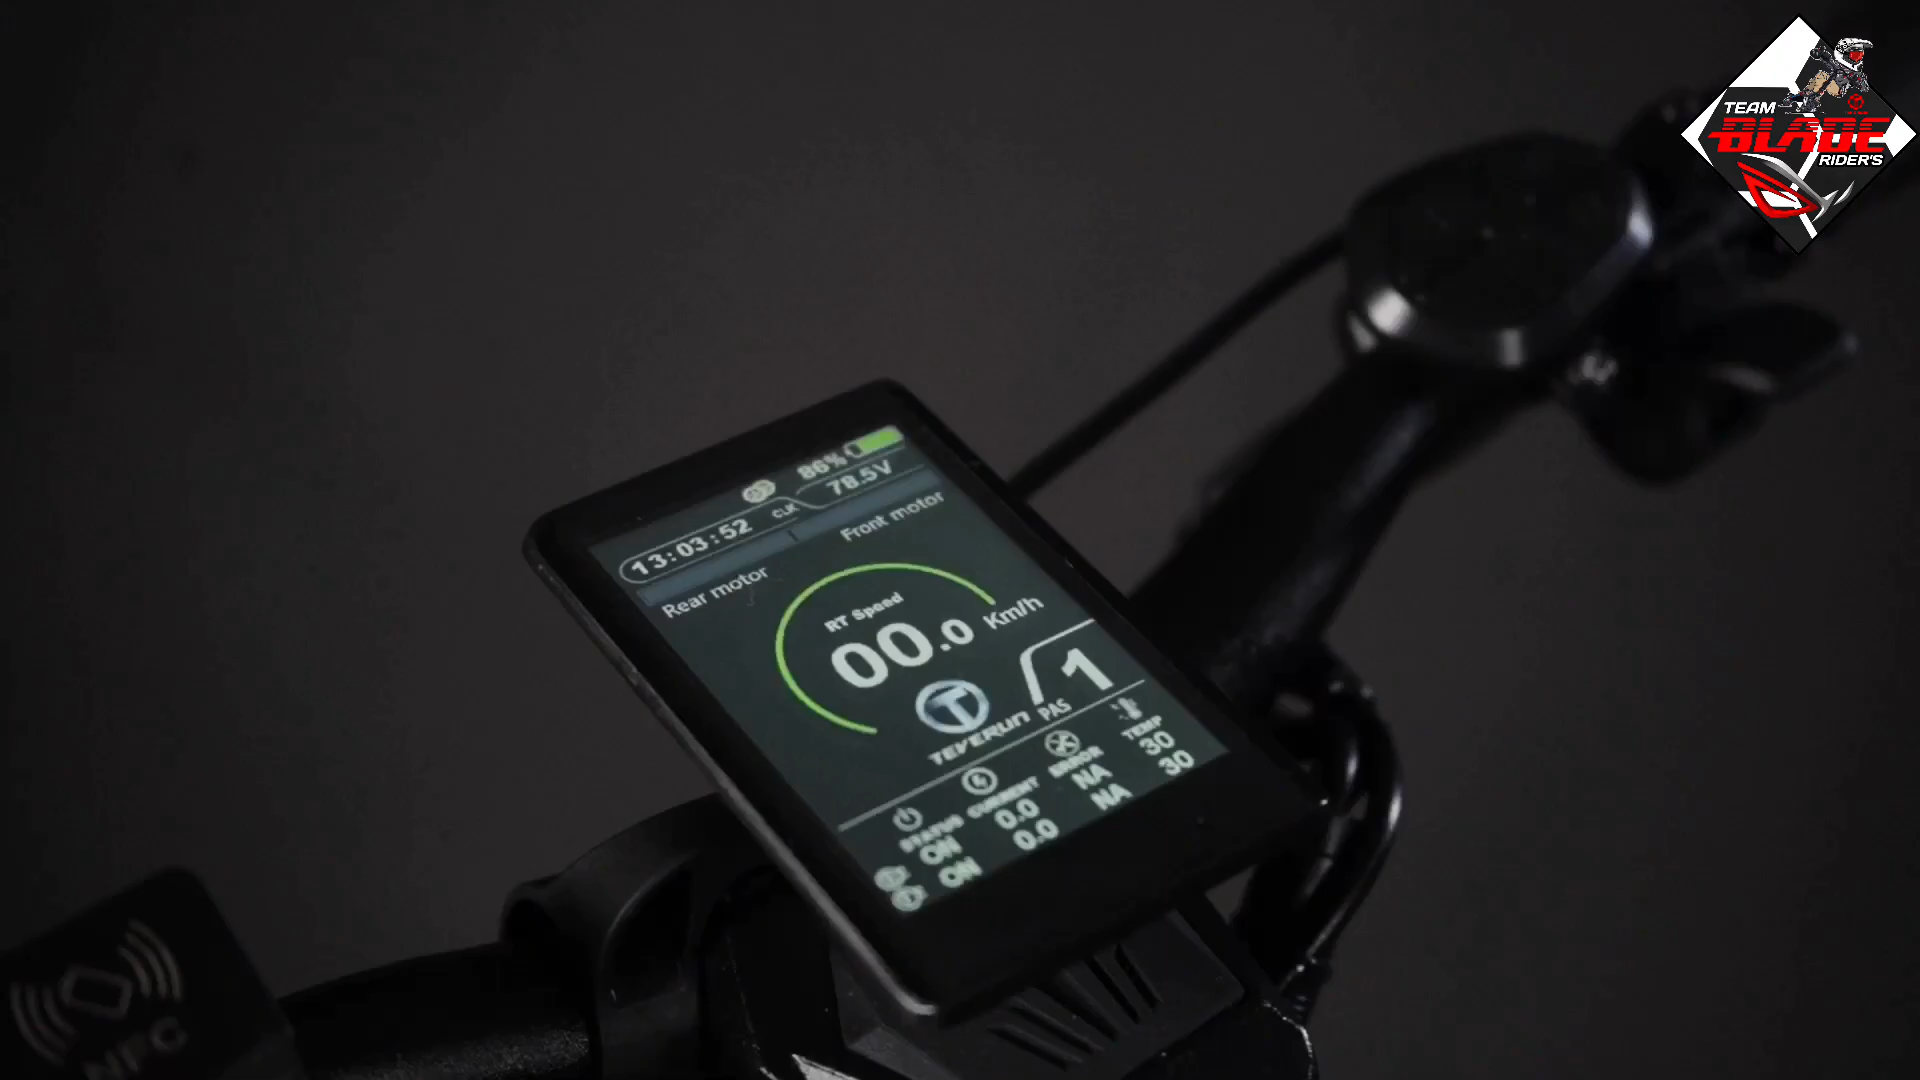 TEAM
BLADE
RIDER'S
86%
78.5V
13:03:52 CLK
Front motor
Rear motor
RT Speed
00.0 Km/h
1
PAS
TEVERUN
STATUS CURRENT ERROR TEMP
ON 0.0 NA 30
ON 0.0 NA 30
NFC